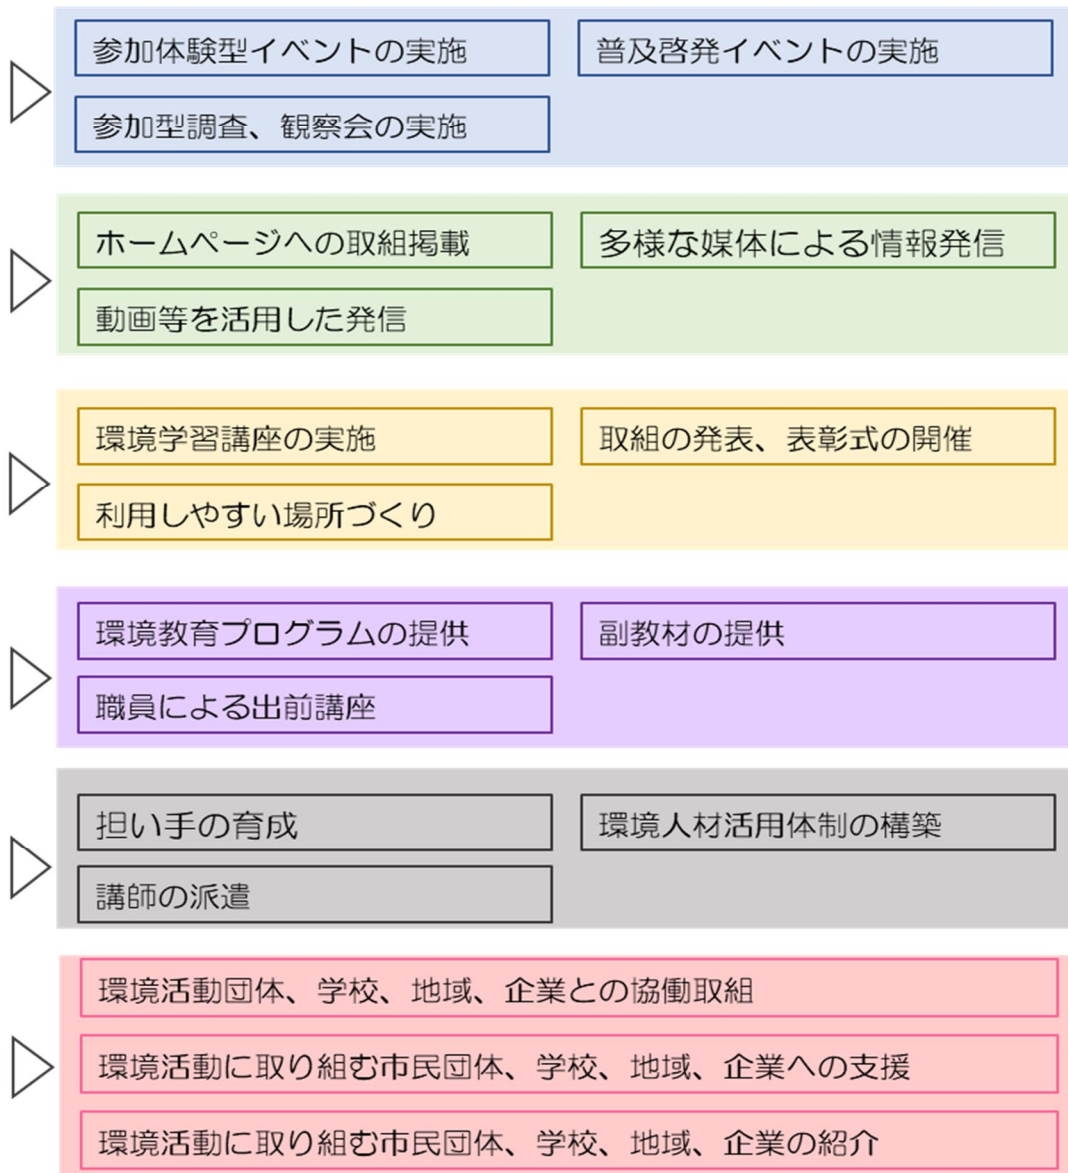 参加体験型イベントの実施
普及啓発イベントの実施
参加型調査、観察会の実施
ホームページへの取組掲載
多様な媒体による情報発信
動画等を活用した発信
環境学習講座の実施
取組の発表、表彰式の開催
利用しやすい場所づくり
環境教育プログラムの提供
副教材の提供
職員による出前講座
担い手の育成
環境人材活用体制の構築
講師の派遣
環境活動団体、学校、地域、企業との協働取組
環境活動に取り組む市民団体、学校、地域、企業への支援
環境活動に取り組む市民団体、学校、地域、企業の紹介